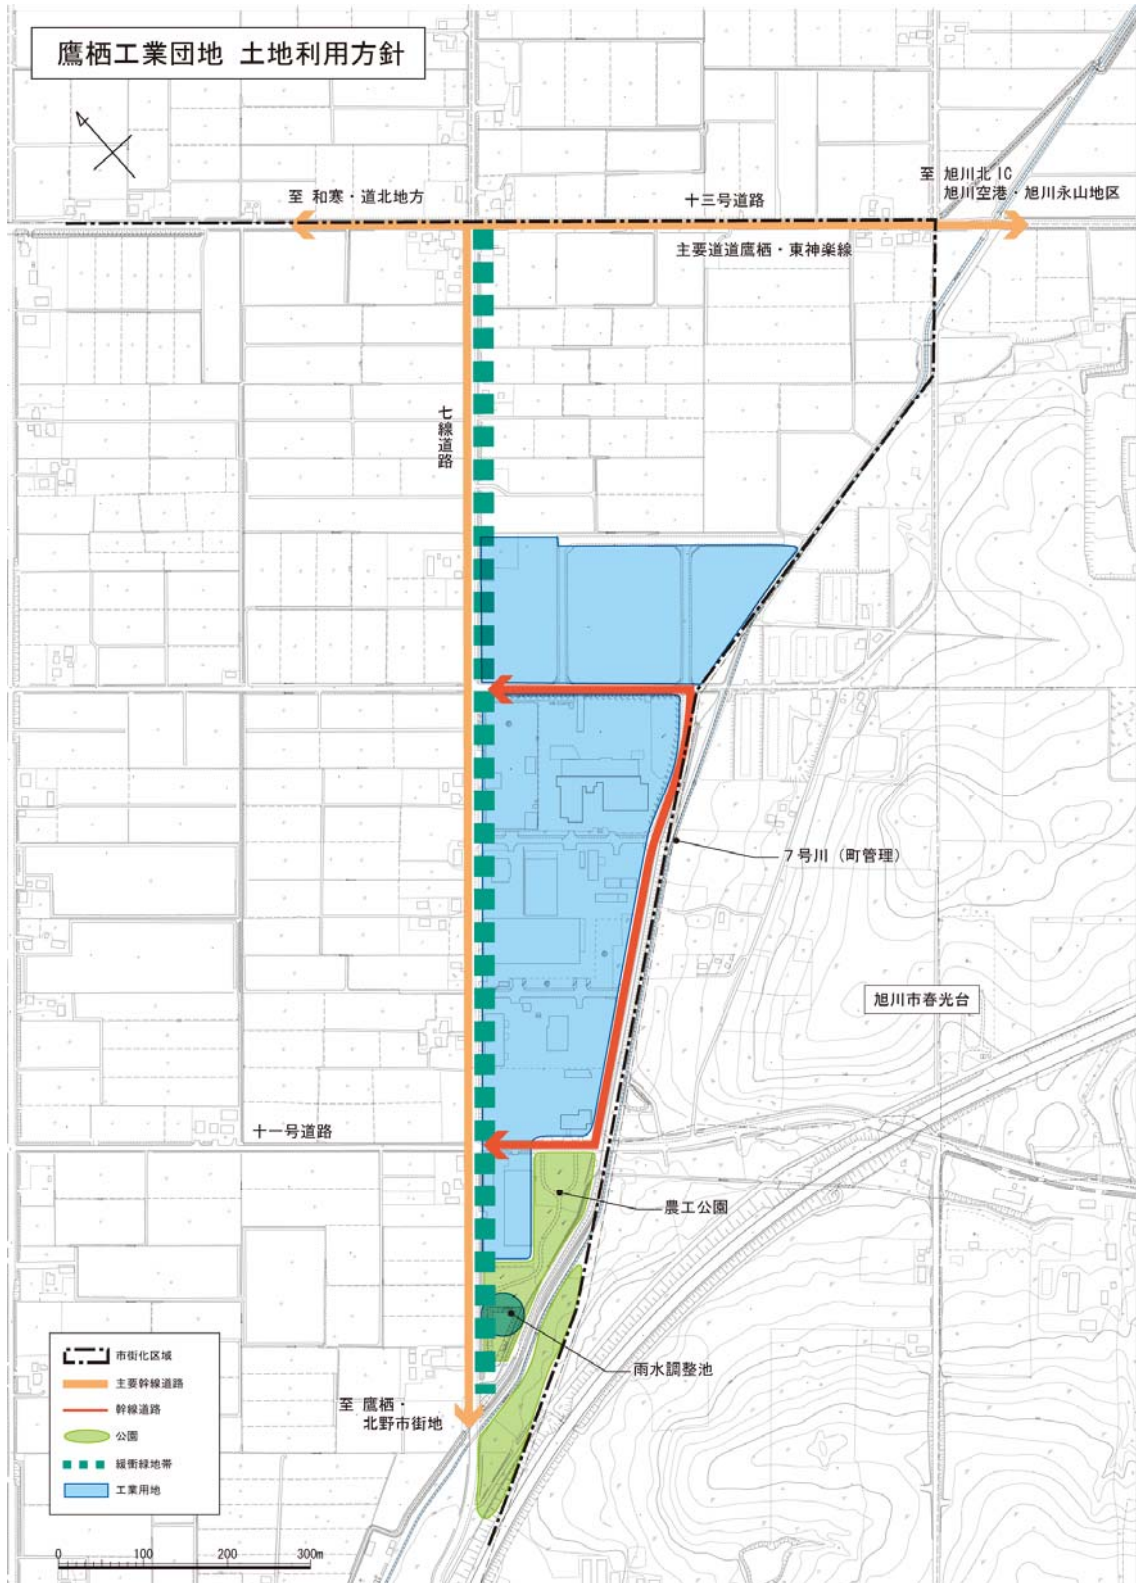 鷹栖工業団地 土地利用方針
至 和寒・道北地方
十三号道路
至 旭川北IC
旭川空港・旭川永山地区
主要道道鷹栖・東神楽線
七線道路
7号川（町管理）
旭川市春光台
十一号道路
農工公園
雨水調整池
至 鷹栖・
北野市街地
市街化区域
主要幹線道路
幹線道路
公園
緩衝緑地帯
工業用地
0 100 200 300m